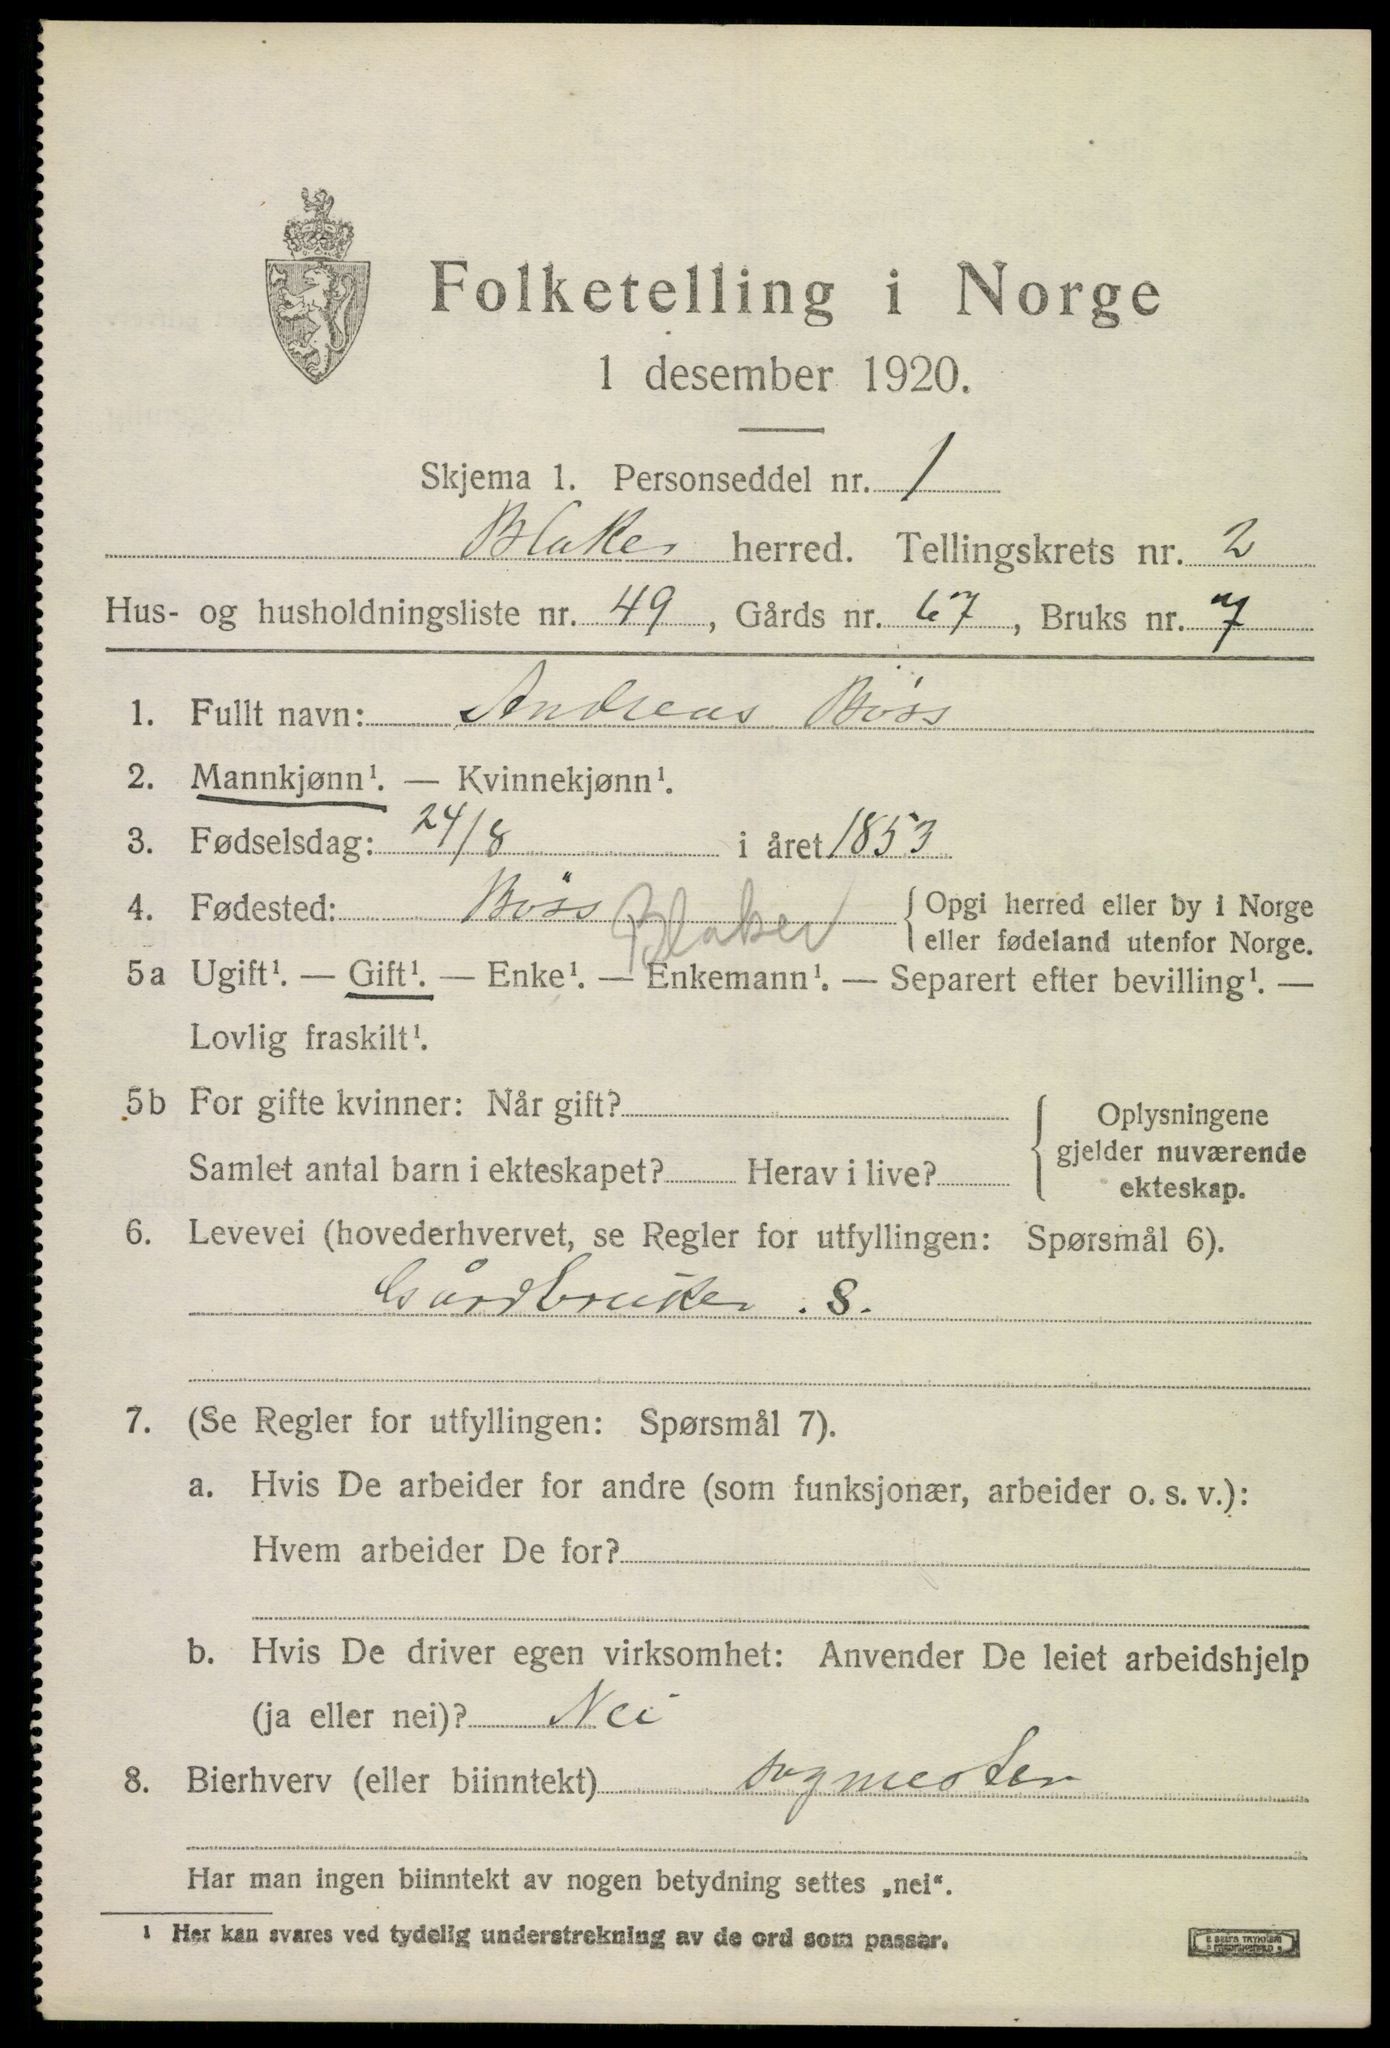 Folketelling i Norge
1 desember 1920.
Skjema 1. Personseddel nr. 1
Blaker herred. Tellingskrets nr. 2
Hus- og husholdningsliste nr. 49, Gårds nr. 67, Bruks nr. 7
1. Fullt navn: Andreas Böss
2. Mannkjønn¹. — Kvinnekjønn¹.
3. Fødselsdag: 24/8 i året 1853
4. Fødested: Böss Blaker { Opgi herred eller by i Norge
eller fødeland utenfor Norge.
5a Ugift¹. — Gift¹. — Enke¹. — Enkemann¹. — Separert efter bevilling¹. —
Lovlig fraskilt¹.
5b For gifte kvinner: Når gift? { Oplysningene
gjelder nuværende
Samlet antal barn i ekteskapet? Herav i live?
ekteskap.
6. Levevei (hovederhvervet, se Regler for utfyllingen: Spørsmål 6).
Gårdbruker . S.
7. (Se Regler for utfyllingen: Spørsmål 7).
a. Hvis De arbeider for andre (som funksjonær, arbeider o. s. v.):
Hvem arbeider De for?
b. Hvis De driver egen virksomhet: Anvender De leiet arbeidshjelp
(ja eller nei)? Nei
8. Bierhverv (eller biinntekt) sagmester
Har man ingen biinntekt av nogen betydning settes „nei“.
¹ Her kan svares ved tydelig understrekning av de ord som passer.